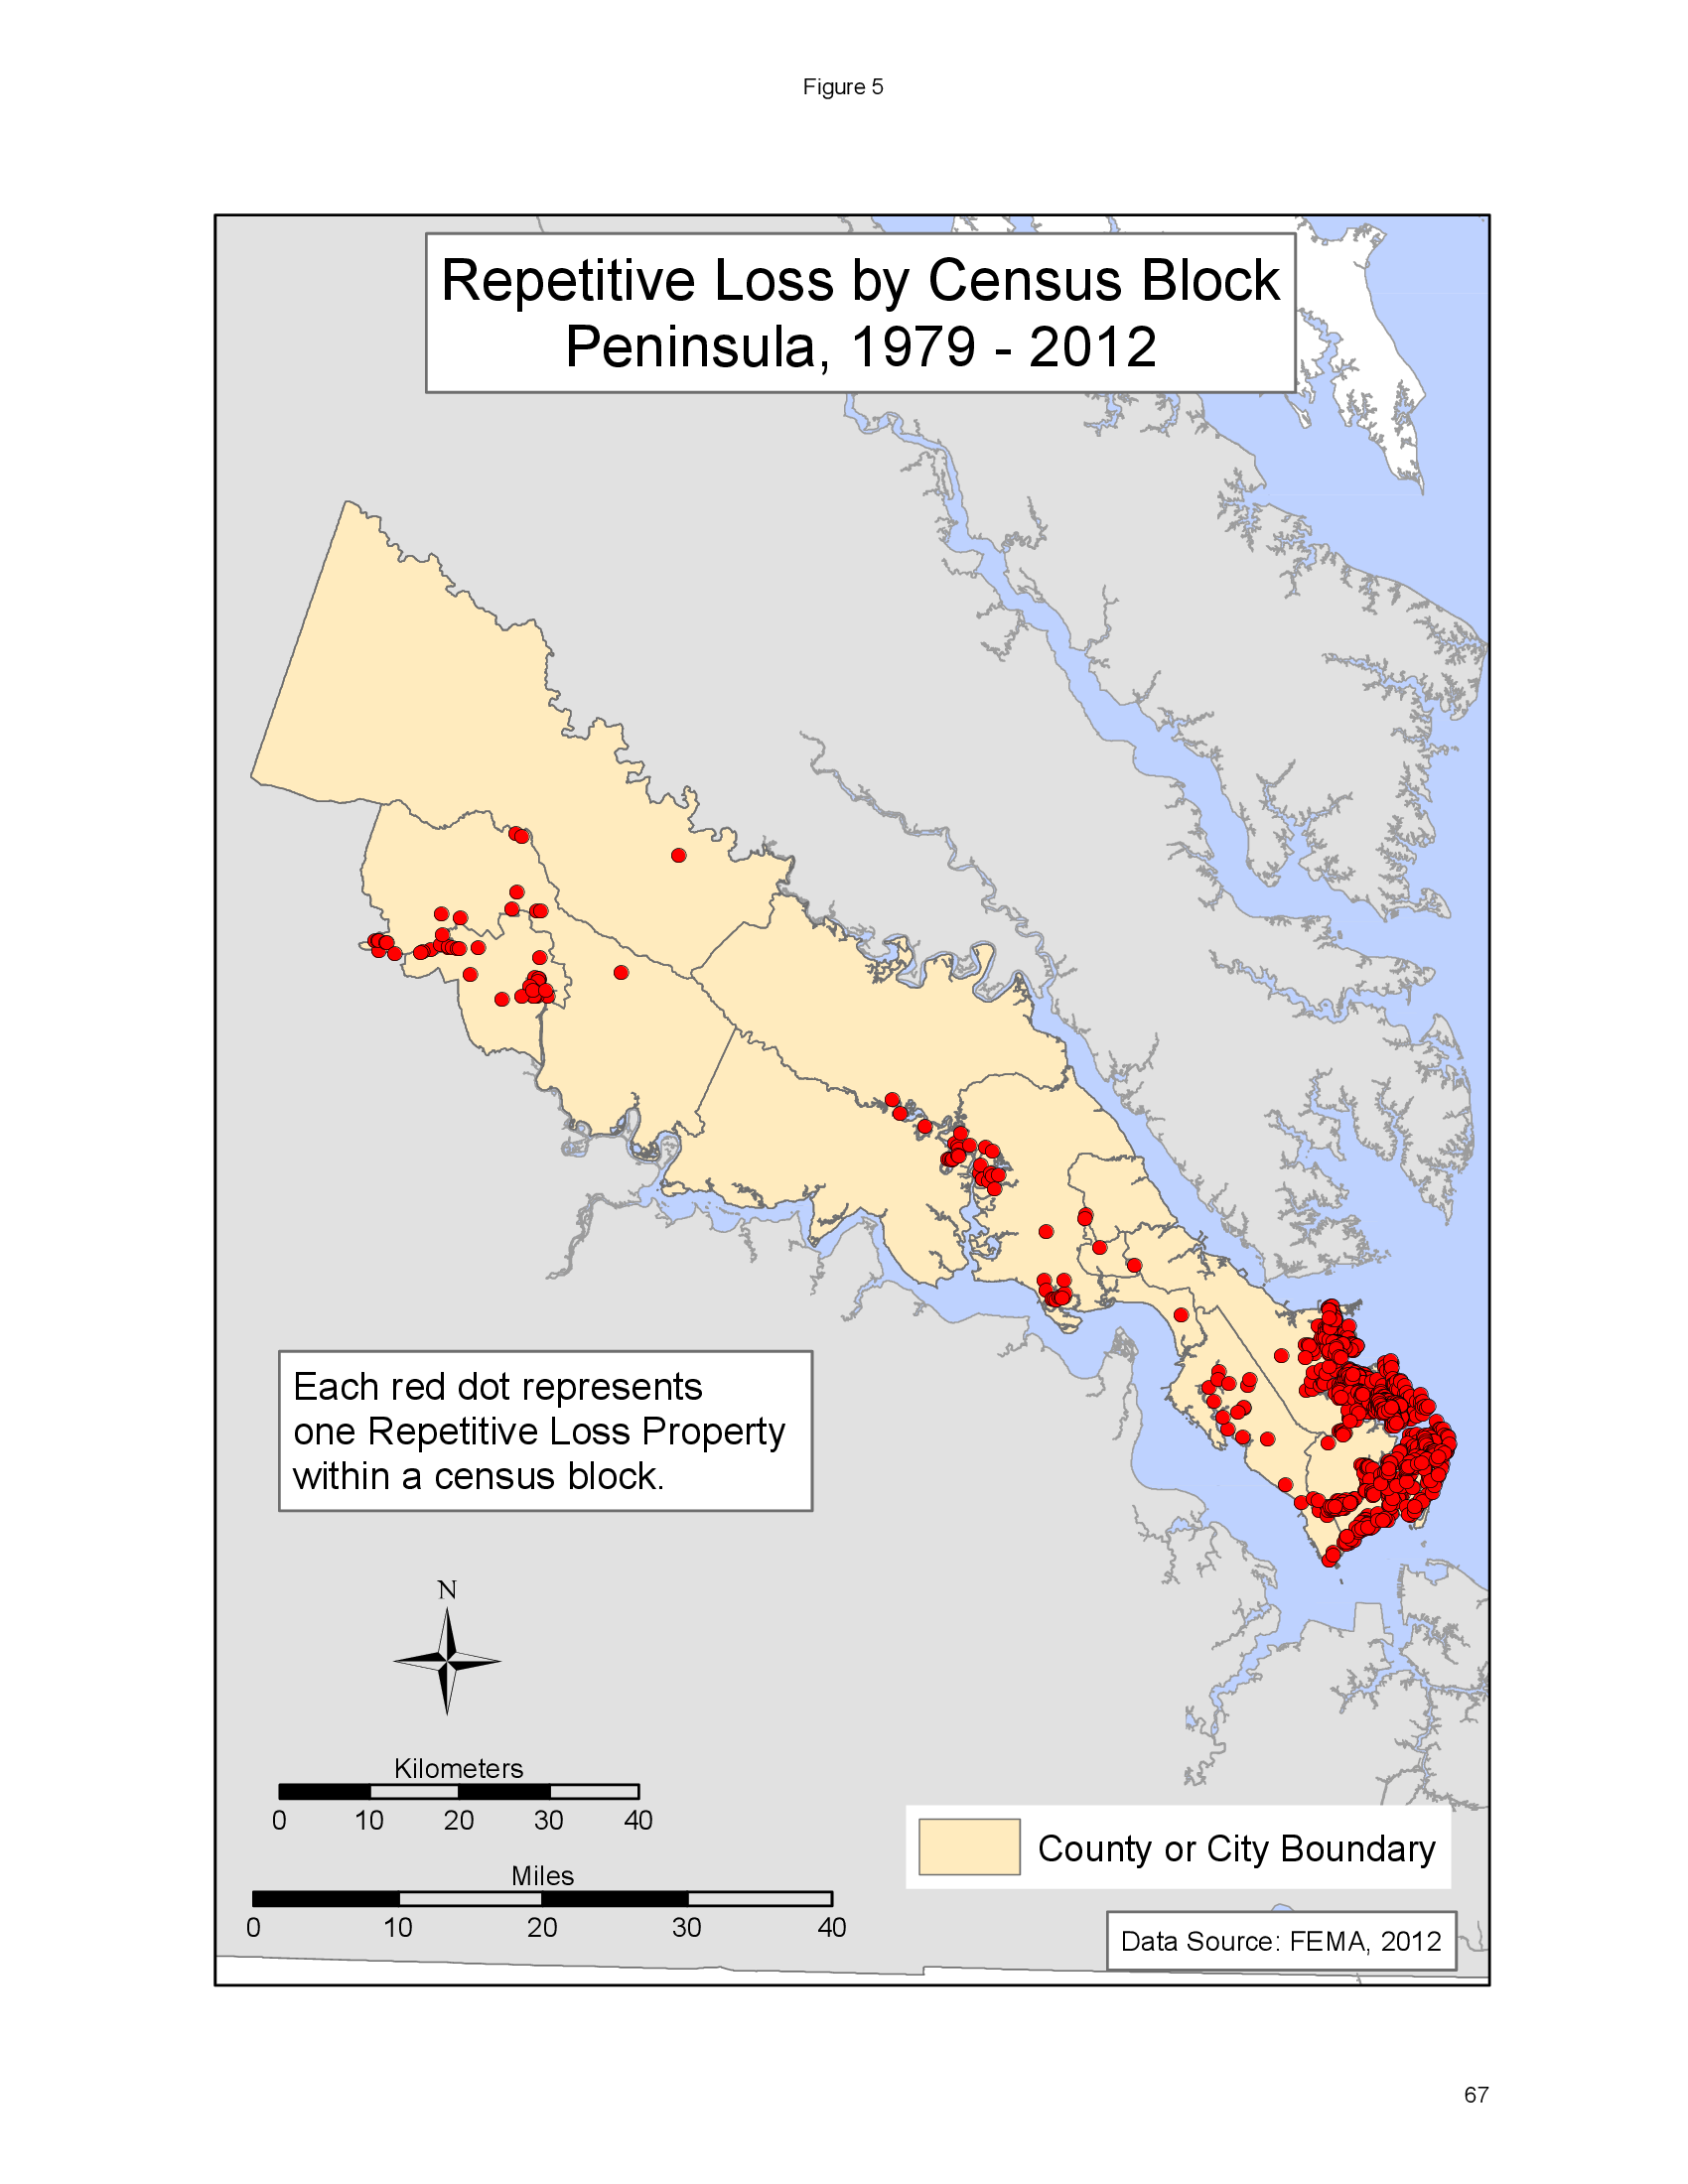 Figure 5
Repetitive Loss by Census Block
Peninsula, 1979 - 2012
Each red dot represents
one Repetitive Loss Property
within a census block.
N
Kilometers
0 10 20 30 40
Miles
0 10 20 30 40
County or City Boundary
Data Source: FEMA, 2012
67